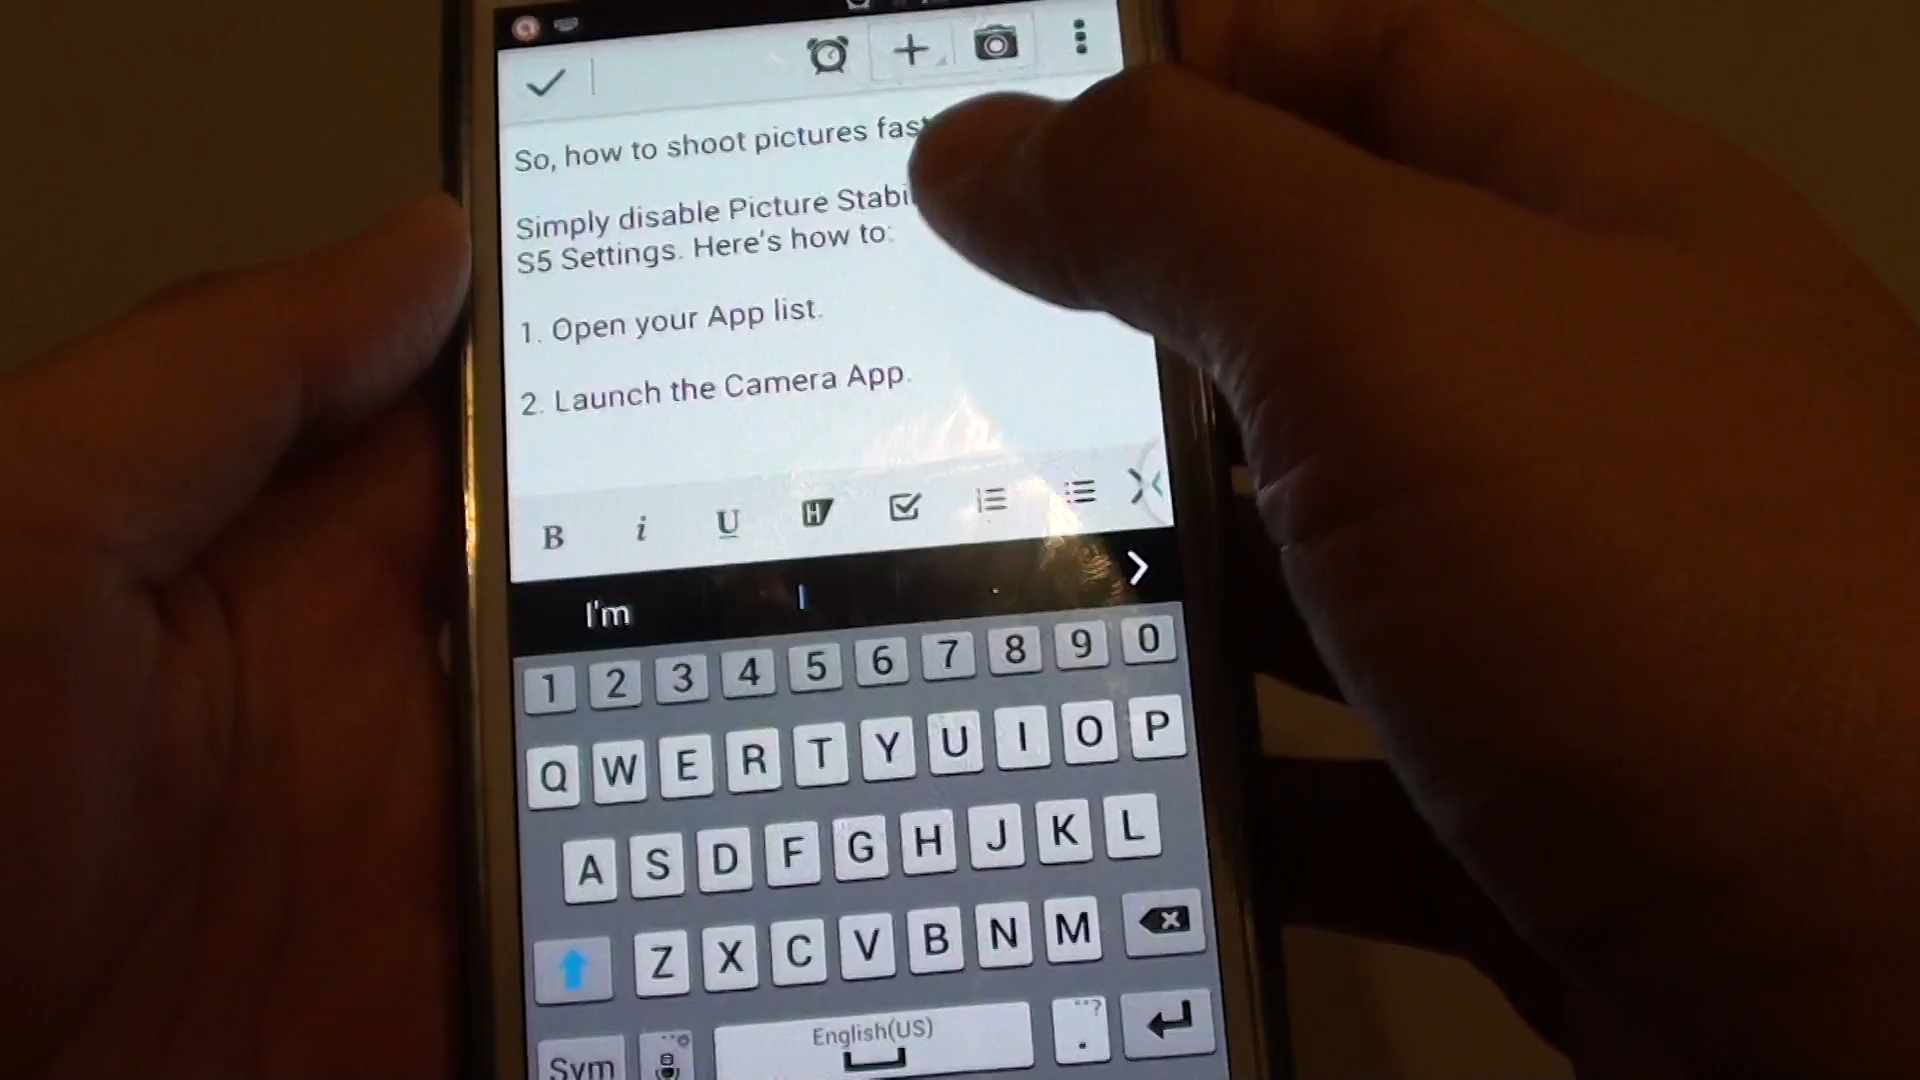 So, how to shoot pictures fast
Simply disable Picture Stabi
S5 Settings. Here's how to:
1. Open your App list.
2. Launch the Camera App.
B i U H
I'm I .
1 2 3 4 5 6 7 8 9 0
Q W E R T Y U I O P
A S D F G H J K L
Z X C V B N M
Sym English(US) . ?